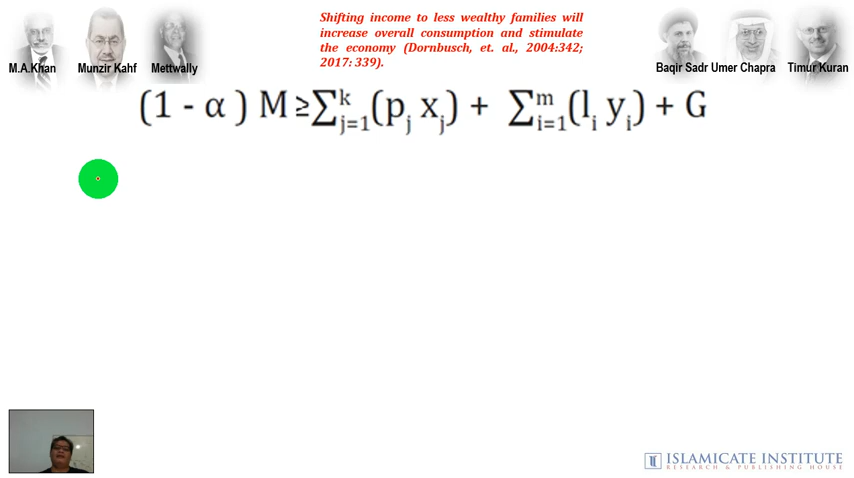 Shifting income to less wealthy families will
increase overall consumption and stimulate
the economy (Dornbusch, et. al., 2004:342;
2017: 339).
M.A.Khan Munzir Kahf Mettwally
Baqir Sadr Umer Chapra Timur Kuran
(1 - α ) M ≥ ∑ᵏⱼ₌₁(pⱼ xⱼ) + ∑ᵐᵢ₌₁(lᵢ yᵢ) + G
ISLAMICATE INSTITUTE
RESEARCH & PUBLISHING HOUSE